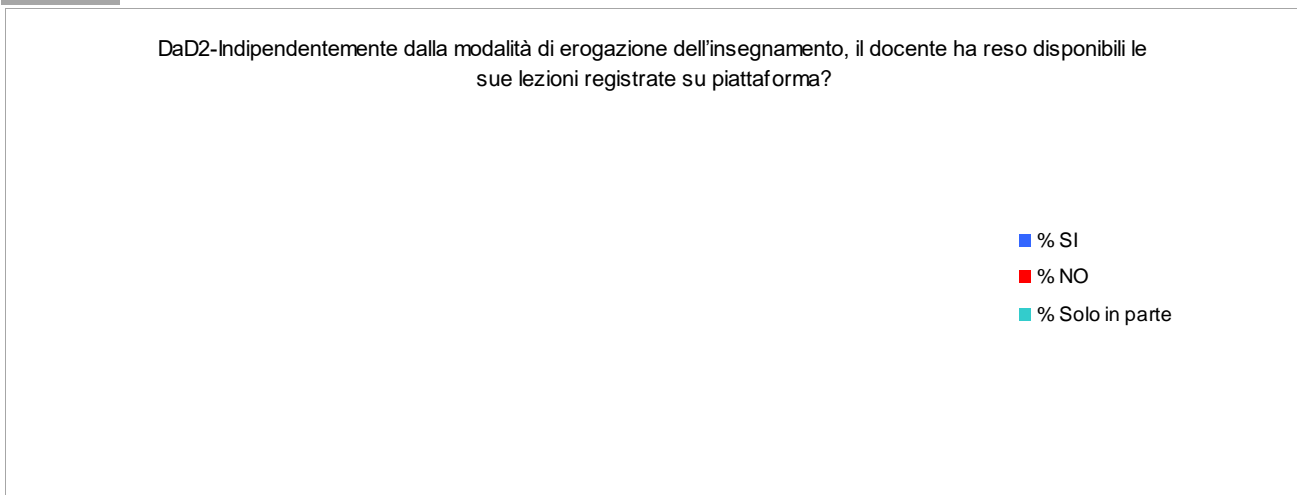 DaD2-Indipendentemente dalla modalità di erogazione dell'insegnamento, il docente ha reso disponibili le
sue lezioni registrate su piattaforma?
% SI
% NO
% Solo in parte